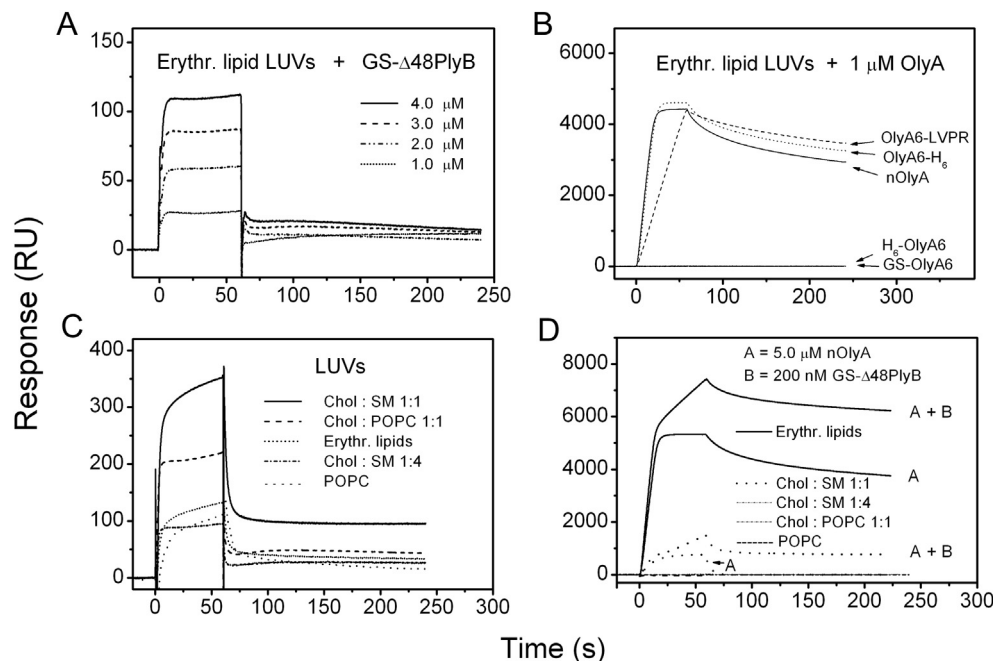 A
Erythr. lipid LUVs + GS-Δ48PlyB
4.0 μM
3.0 μM
2.0 μM
1.0 μM
150
100
50
0
0 50 100 150 200 250
B
Erythr. lipid LUVs + 1 μM OlyA
OlyA6-LVPR
OlyA6-H6
nOlyA
H6-OlyA6
GS-OlyA6
6000
4000
2000
0
0 100 200 300
Response (RU)
C
LUVs
Chol : SM 1:1
Chol : POPC 1:1
Erythr. lipids
Chol : SM 1:4
POPC
400
300
200
100
0
0 60 120 180 240 300
D
A = 5.0 μM nOlyA
B = 200 nM GS-Δ48PlyB
A + B
Erythr. lipids
A
Chol : SM 1:1
Chol : SM 1:4
Chol : POPC 1:1
POPC
A + B
A
8000
6000
4000
2000
0
0 50 100 150 200 250 300
Time (s)